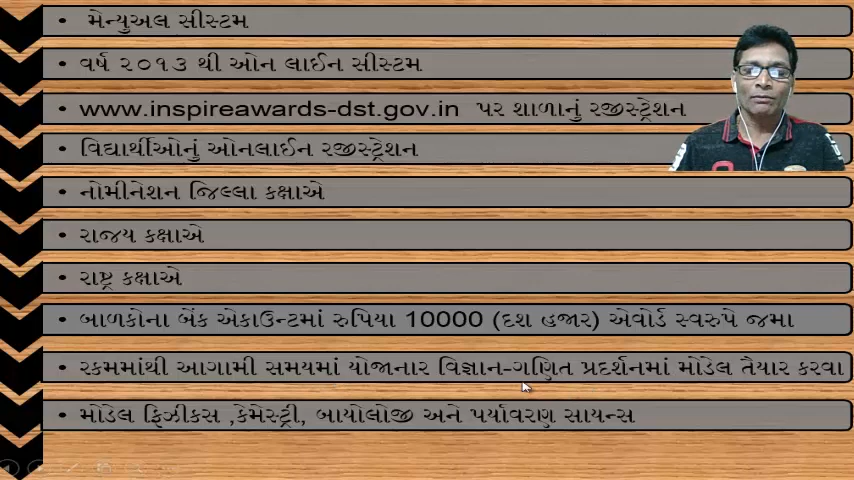 • મેન્યુઅલ સીસ્ટમ
• વર્ષ ૨૦૧૩ થી ઓન લાઈન સીસ્ટમ
• www.inspireawards-dst.gov.in પર શાળાનું રજીસ્ટ્રેશન
• વિદ્યાર્થીઓનું ઓનલાઈન રજીસ્ટ્રેશન
• નોમીનેશન જિલ્લા કક્ષાએ
• રાજય કક્ષાએ
• રાષ્ટ્ર કક્ષાએ
• બાળકોના બેંક એકાઉન્ટમાં રુપિયા 10000 (દશ હજાર) એવોર્ડ સ્વરુપે જમા
• રકમમાંથી આગામી સમયમાં યોજાનાર વિજ્ઞાન-ગણિત પ્રદર્શનમાં મોડેલ તૈયાર કરવા
• મોડેલ ફિઝીકસ ,કેમેસ્ટ્રી, બાયોલોજી અને પર્યાવરણ સાયન્સ